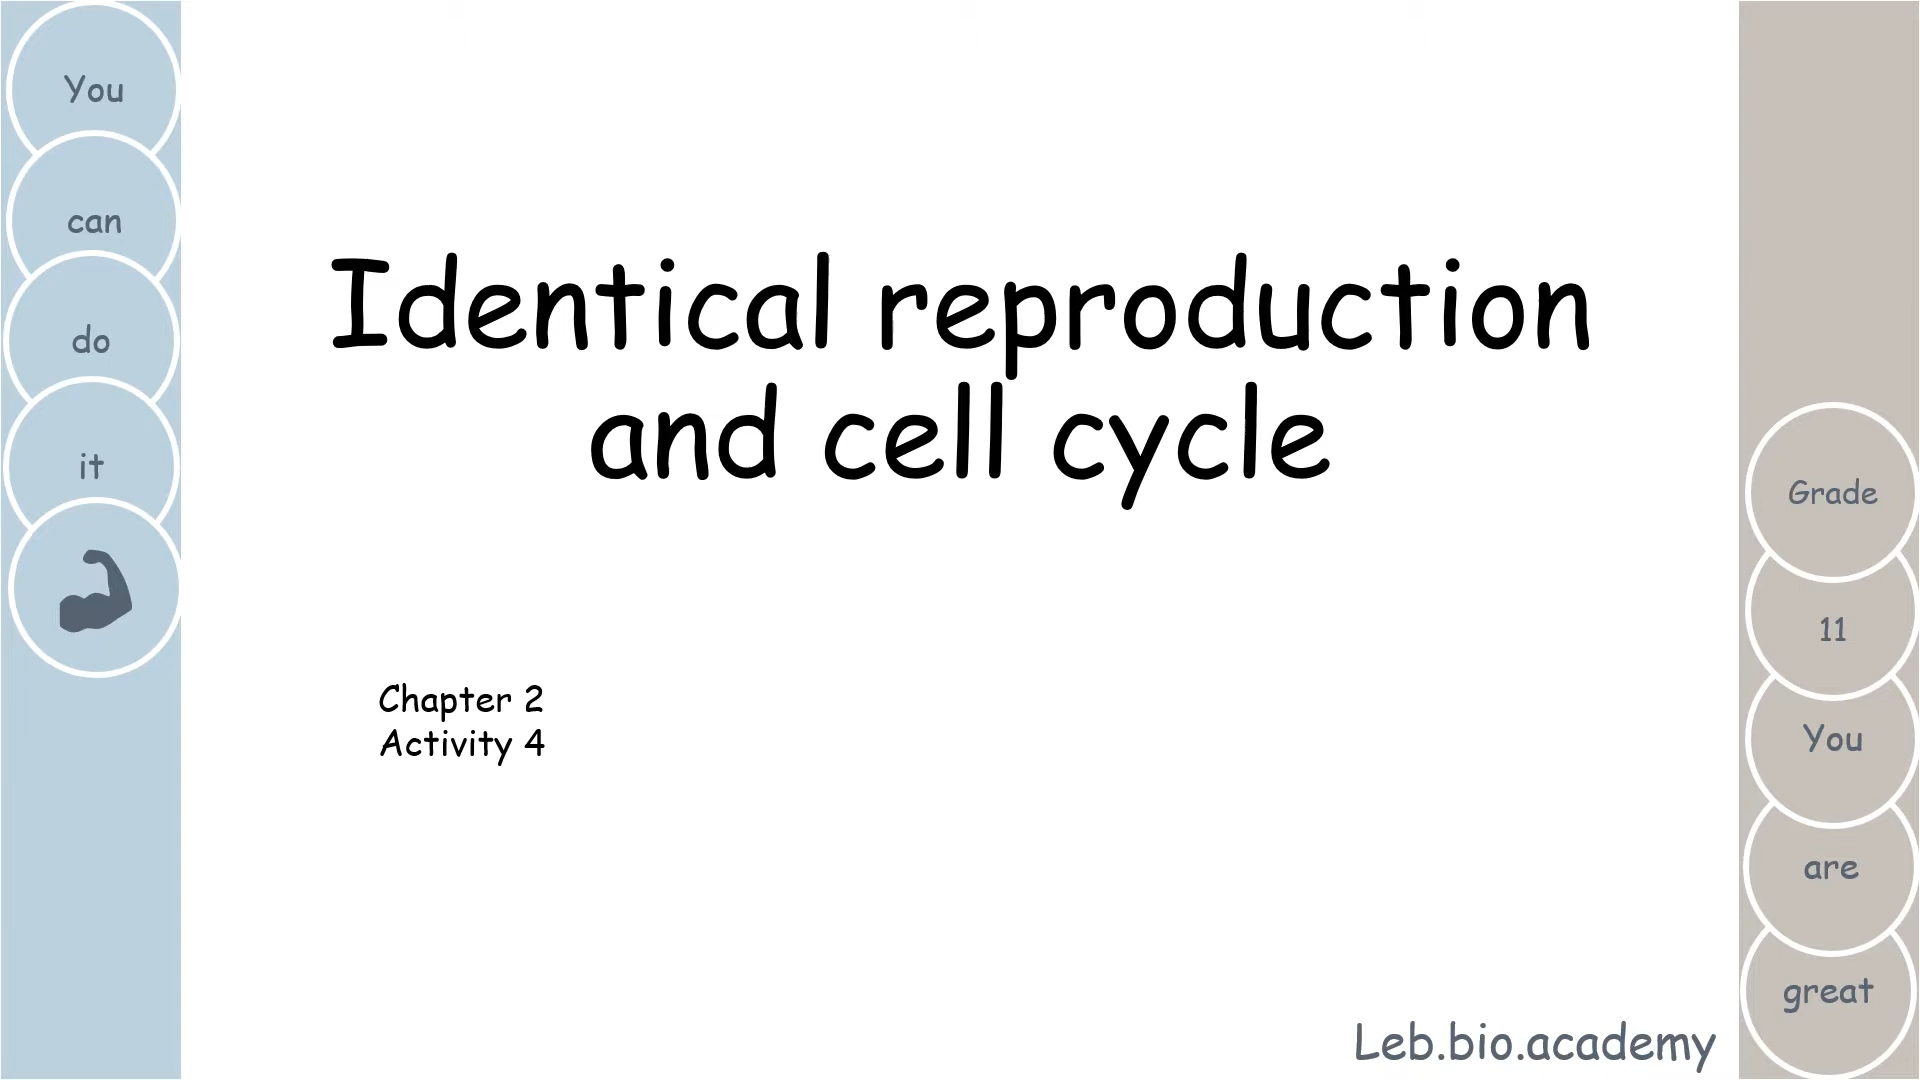 You
can
do
it
Identical reproduction
and cell cycle
Chapter 2
Activity 4
Grade
11
You
are
great
Leb.bio.academy